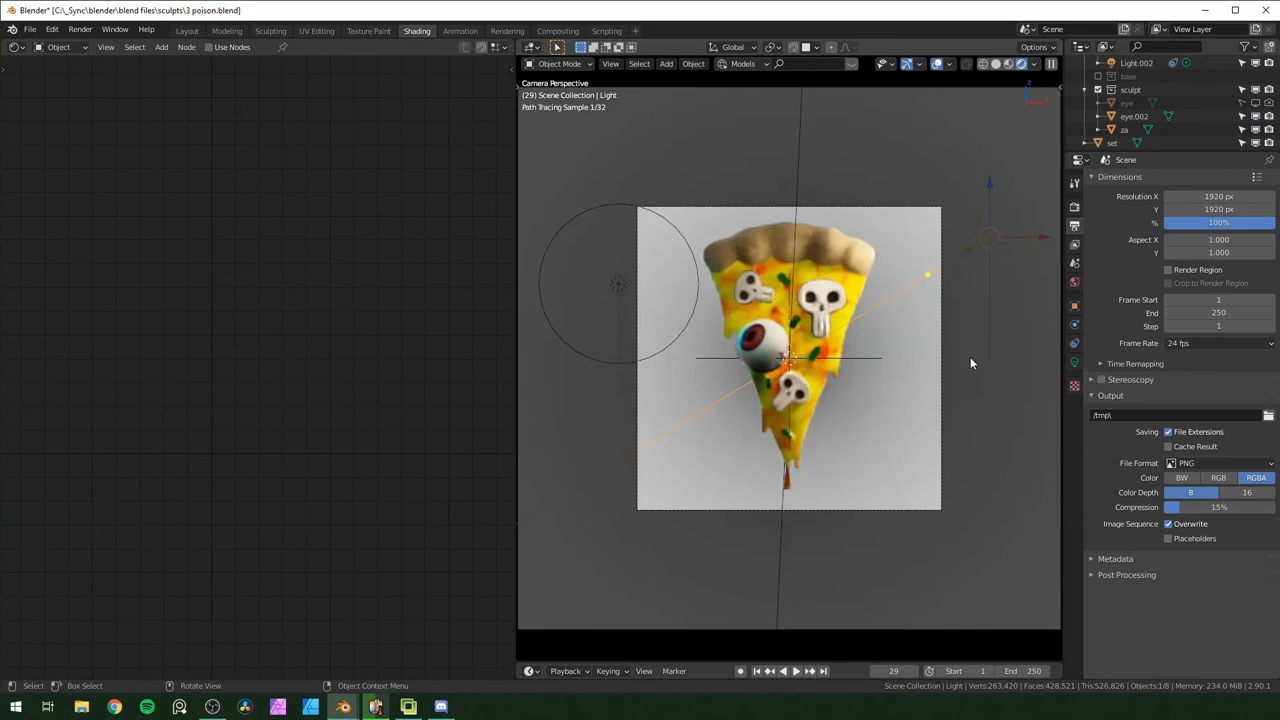 Blender* [C:\_Sync\blender\blend files\sculpts\3 poison.blend]
File Edit Render Window Help Layout Modeling Sculpting UV Editing Texture Paint Shading Animation Rendering Compositing Scripting + Scene View Layer
Object View Select Add Node Use Nodes Global Options
Object Mode View Select Add Object Models
Camera Perspective
(29) Scene Collection | Light
Path Tracing Sample 1/32
Light.002
base
sculpt
eye
eye.002
za
set
Scene
Dimensions
Resolution X 1920 px
Y 1920 px
% 100%
Aspect X 1.000
Y 1.000
Render Region
Crop to Render Region
Frame Start 1
End 250
Step 1
Frame Rate 24 fps
Time Remapping
Stereoscopy
Output
/tmp\
Saving File Extensions
Cache Result
File Format PNG
Color BW RGB RGBA
Color Depth 8 16
Compression 15%
Image Sequence Overwrite
Placeholders
Metadata
Post Processing
Playback Keying View Marker 29 Start 1 End 250
Select Box Select Rotate View Object Context Menu Scene Collection | Light | Verts:263,420 | Faces:428,521 | Tris:526,826 | Objects:1/8 | Memory: 234.0 MiB | 2.90.1